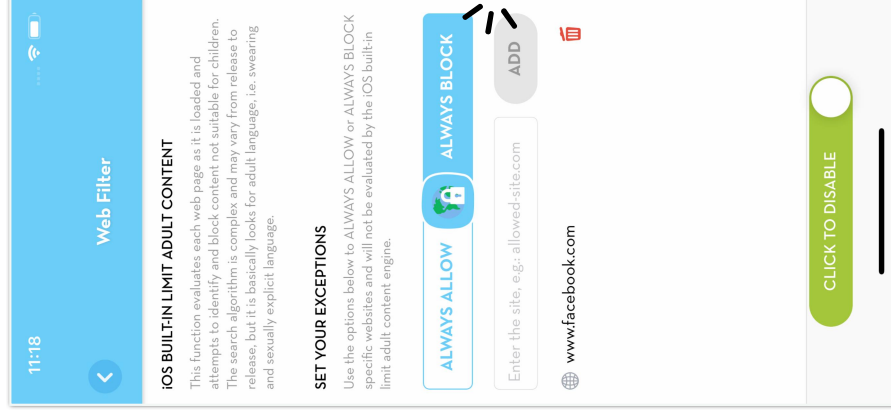 11:18
Web Filter
iOS BUILT-IN LIMIT ADULT CONTENT
This function evaluates each web page as it is loaded and
attempts to identify and block content not suitable for children.
The search algorithm is complex and may vary from release to
release, but it is basically looks for adult language, i.e. swearing
and sexually explicit language.
SET YOUR EXCEPTIONS
Use the options below to ALWAYS ALLOW or ALWAYS BLOCK
specific websites and will not be evaluated by the iOS built-in
limit adult content engine.
ALWAYS ALLOW ALWAYS BLOCK
Enter the site, e.g.: allowed-site.com ADD
www.facebook.com
CLICK TO DISABLE